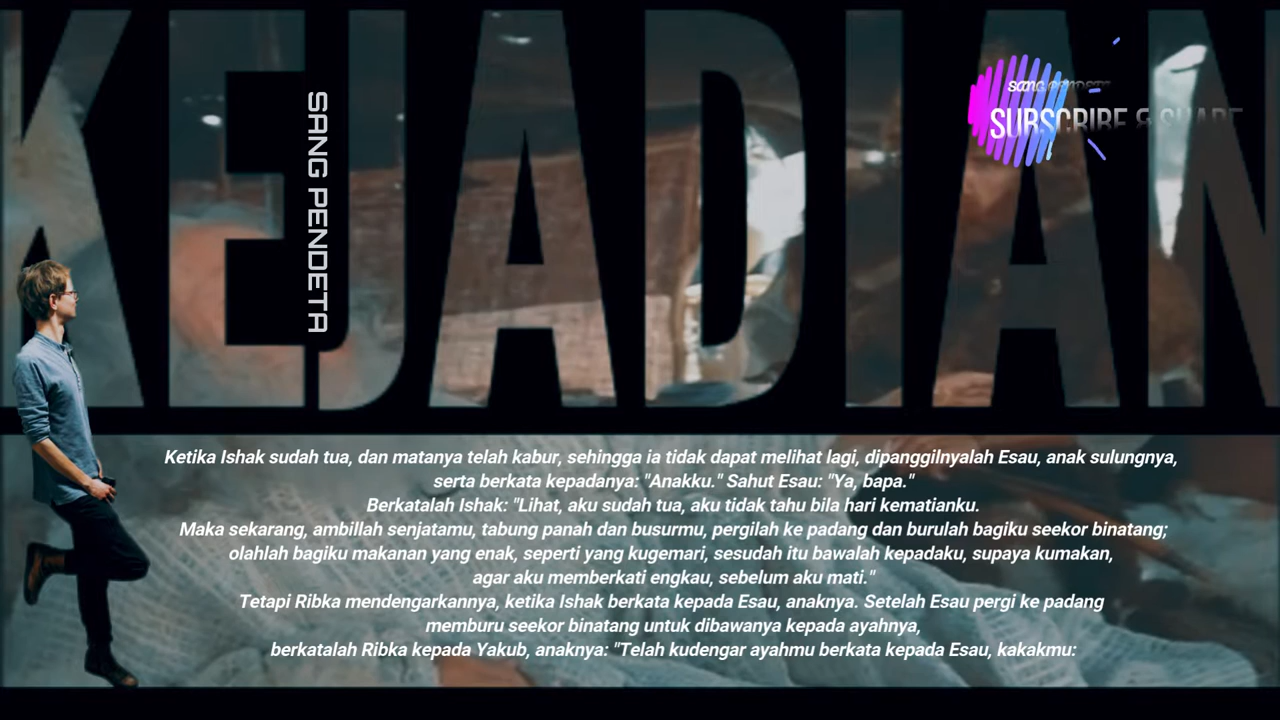 KEJADIAN
SANG PENDETA
SUBSCRIBE & SHARE
Ketika Ishak sudah tua, dan matanya telah kabur, sehingga ia tidak dapat melihat lagi, dipanggilnyalah Esau, anak sulungnya,
serta berkata kepadanya: "Anakku." Sahut Esau: "Ya, bapa."
Berkatalah Ishak: "Lihat, aku sudah tua, aku tidak tahu bila hari kematianku.
Maka sekarang, ambillah senjatamu, tabung panah dan busurmu, pergilah ke padang dan burulah bagiku seekor binatang;
olahlah bagiku makanan yang enak, seperti yang kugemari, sesudah itu bawalah kepadaku, supaya kumakan,
agar aku memberkati engkau, sebelum aku mati."
Tetapi Ribka mendengarkannya, ketika Ishak berkata kepada Esau, anaknya. Setelah Esau pergi ke padang
memburu seekor binatang untuk dibawanya kepada ayahnya,
berkatalah Ribka kepada Yakub, anaknya: "Telah kudengar ayahmu berkata kepada Esau, kakakmu: